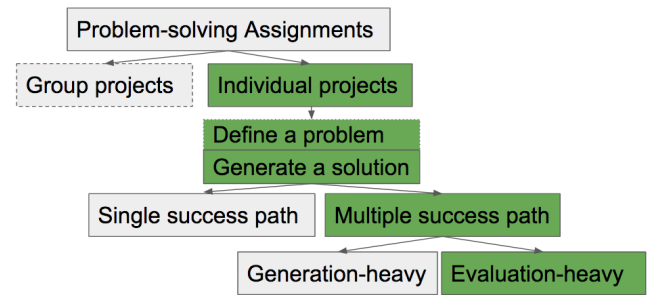 Problem-solving Assignments
Group projects
Individual projects
Define a problem
Generate a solution
Single success path
Multiple success path
Generation-heavy
Evaluation-heavy